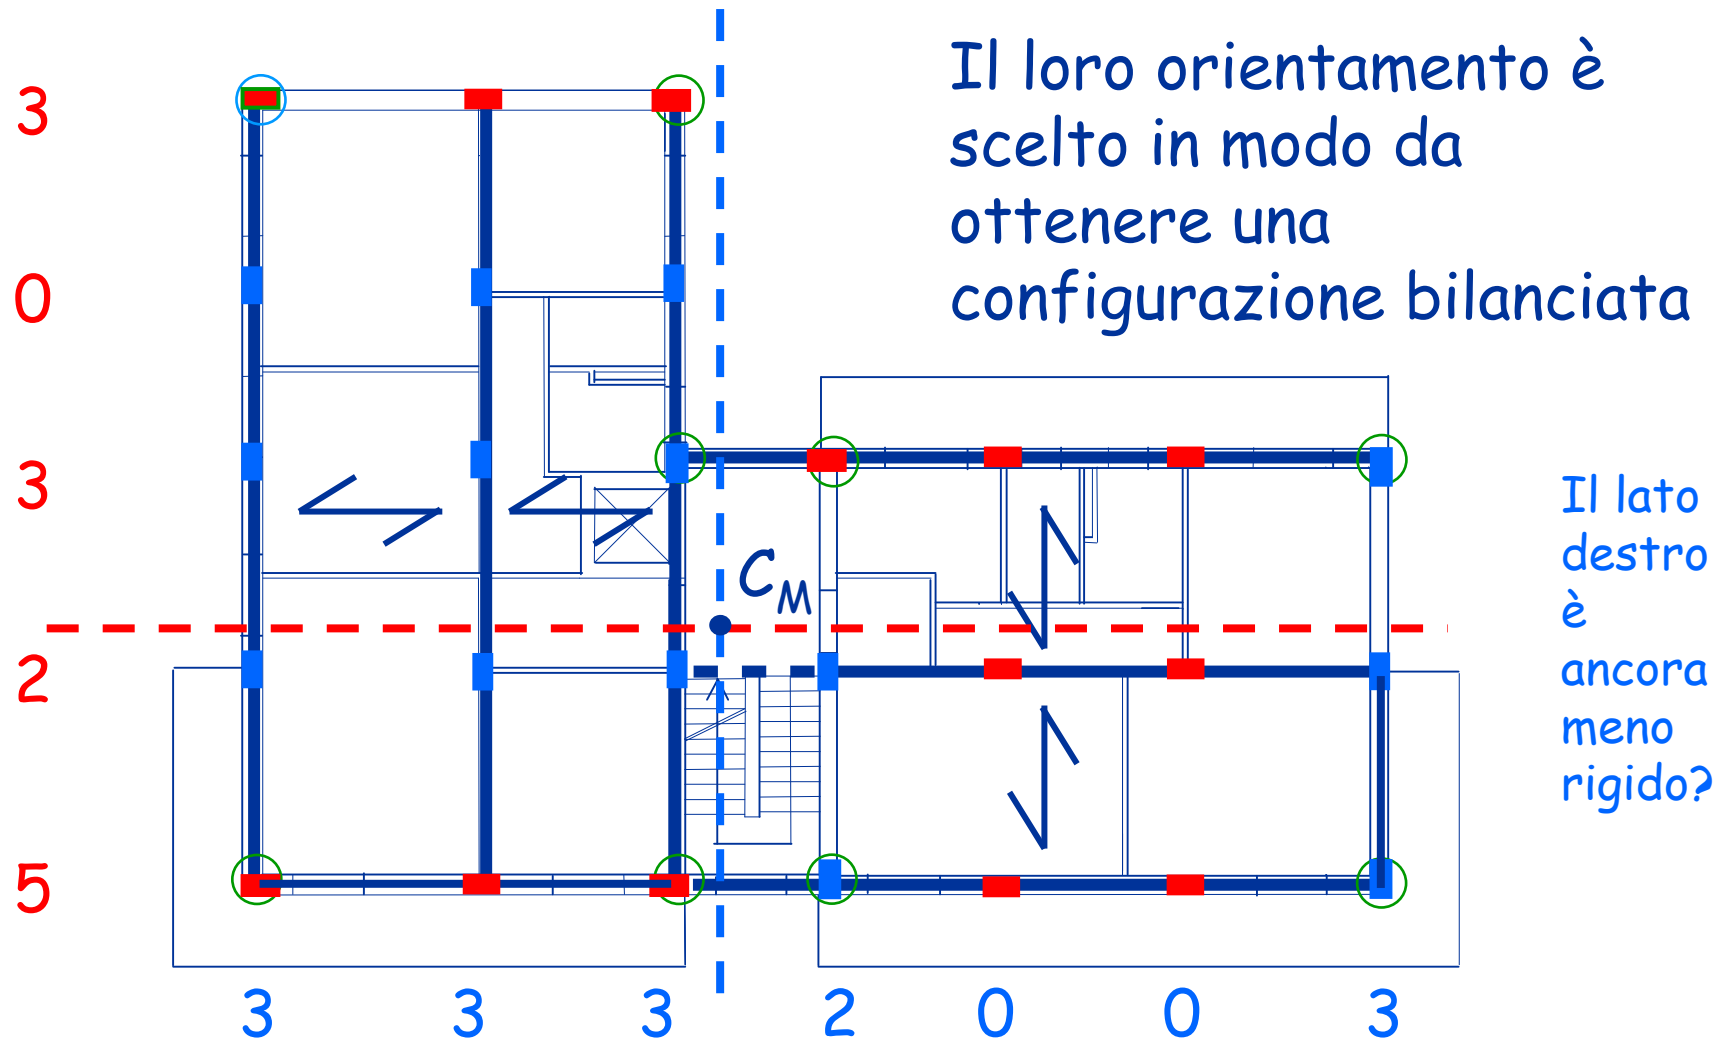 Il loro orientamento è
scelto in modo da
ottenere una
configurazione bilanciata
3
0
3
2
5
C_M
Il lato
destro
è
ancora
meno
rigido?
3 3 3 2 0 0 3